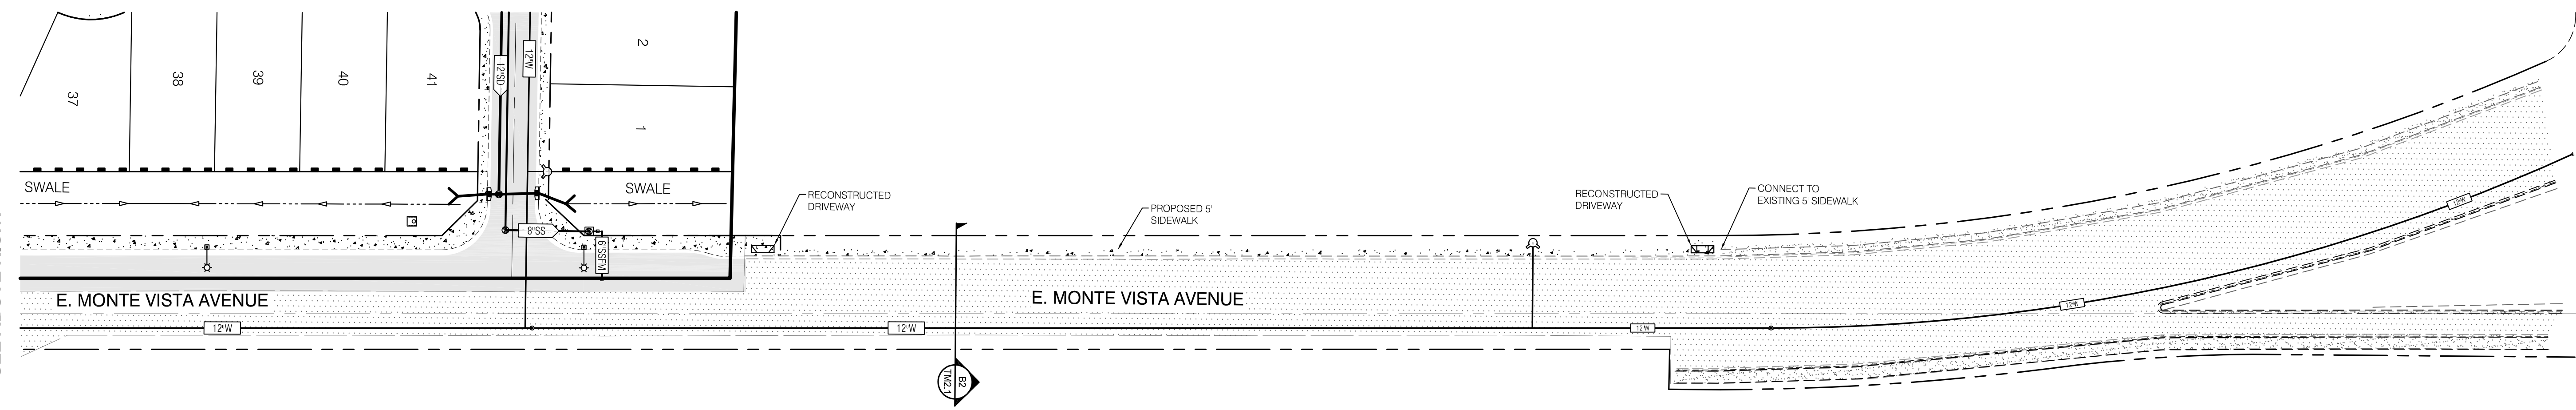 37
38
39
40
41
12"SD
12"W
2
1
SWALE
SWALE
8"SS
6"SSFM
RECONSTRUCTED
DRIVEWAY
PROPOSED 5'
SIDEWALK
RECONSTRUCTED
DRIVEWAY
CONNECT TO
EXISTING 5' SIDEWALK
E. MONTE VISTA AVENUE
E. MONTE VISTA AVENUE
12"W
12"W
12"W
12"W
12"W
B2
TM2.1